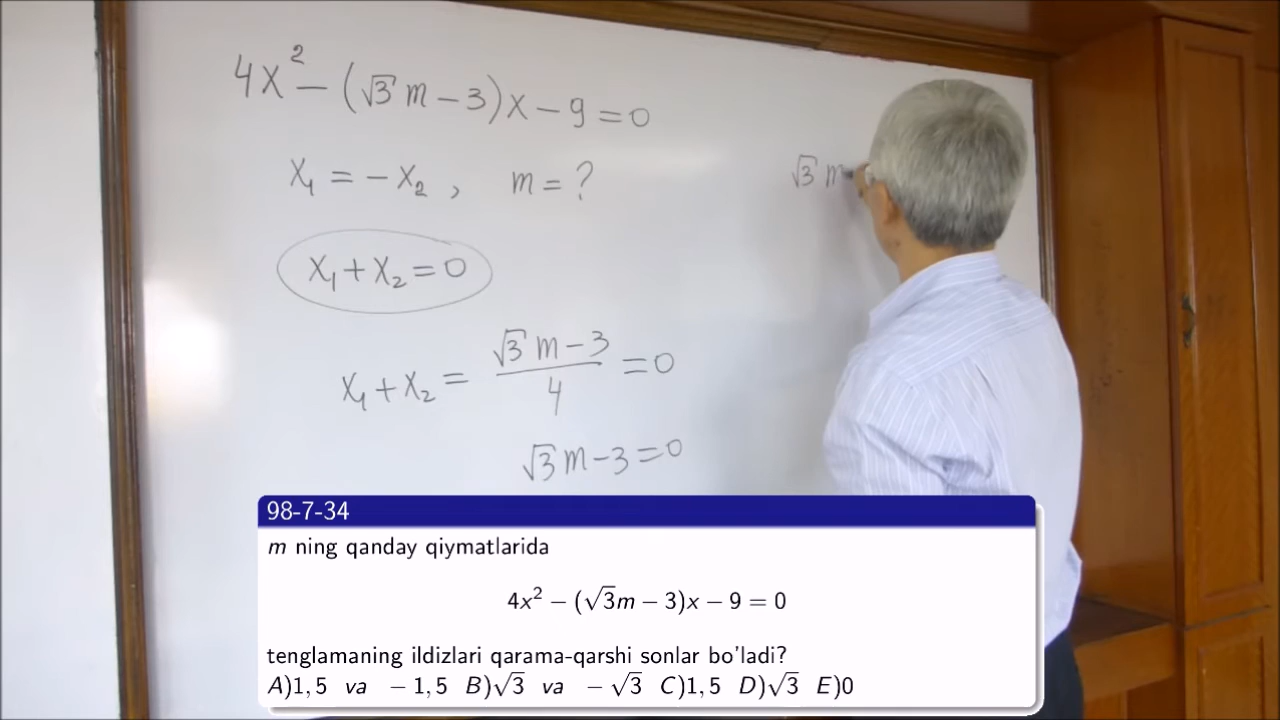 4x² − (√3 m − 3)x − 9 = 0
x₁ = −x₂ , m = ?
√3 m
x₁ + x₂ = 0
x₁ + x₂ = (√3 m − 3)/4 = 0
√3 m − 3 = 0
98-7-34
m ning qanday qiymatlarida
4x² − (√3m − 3)x − 9 = 0
tenglamaning ildizlari qarama-qarshi sonlar bo'ladi?
A)1, 5 va − 1, 5 B)√3 va − √3 C)1, 5 D)√3 E)0